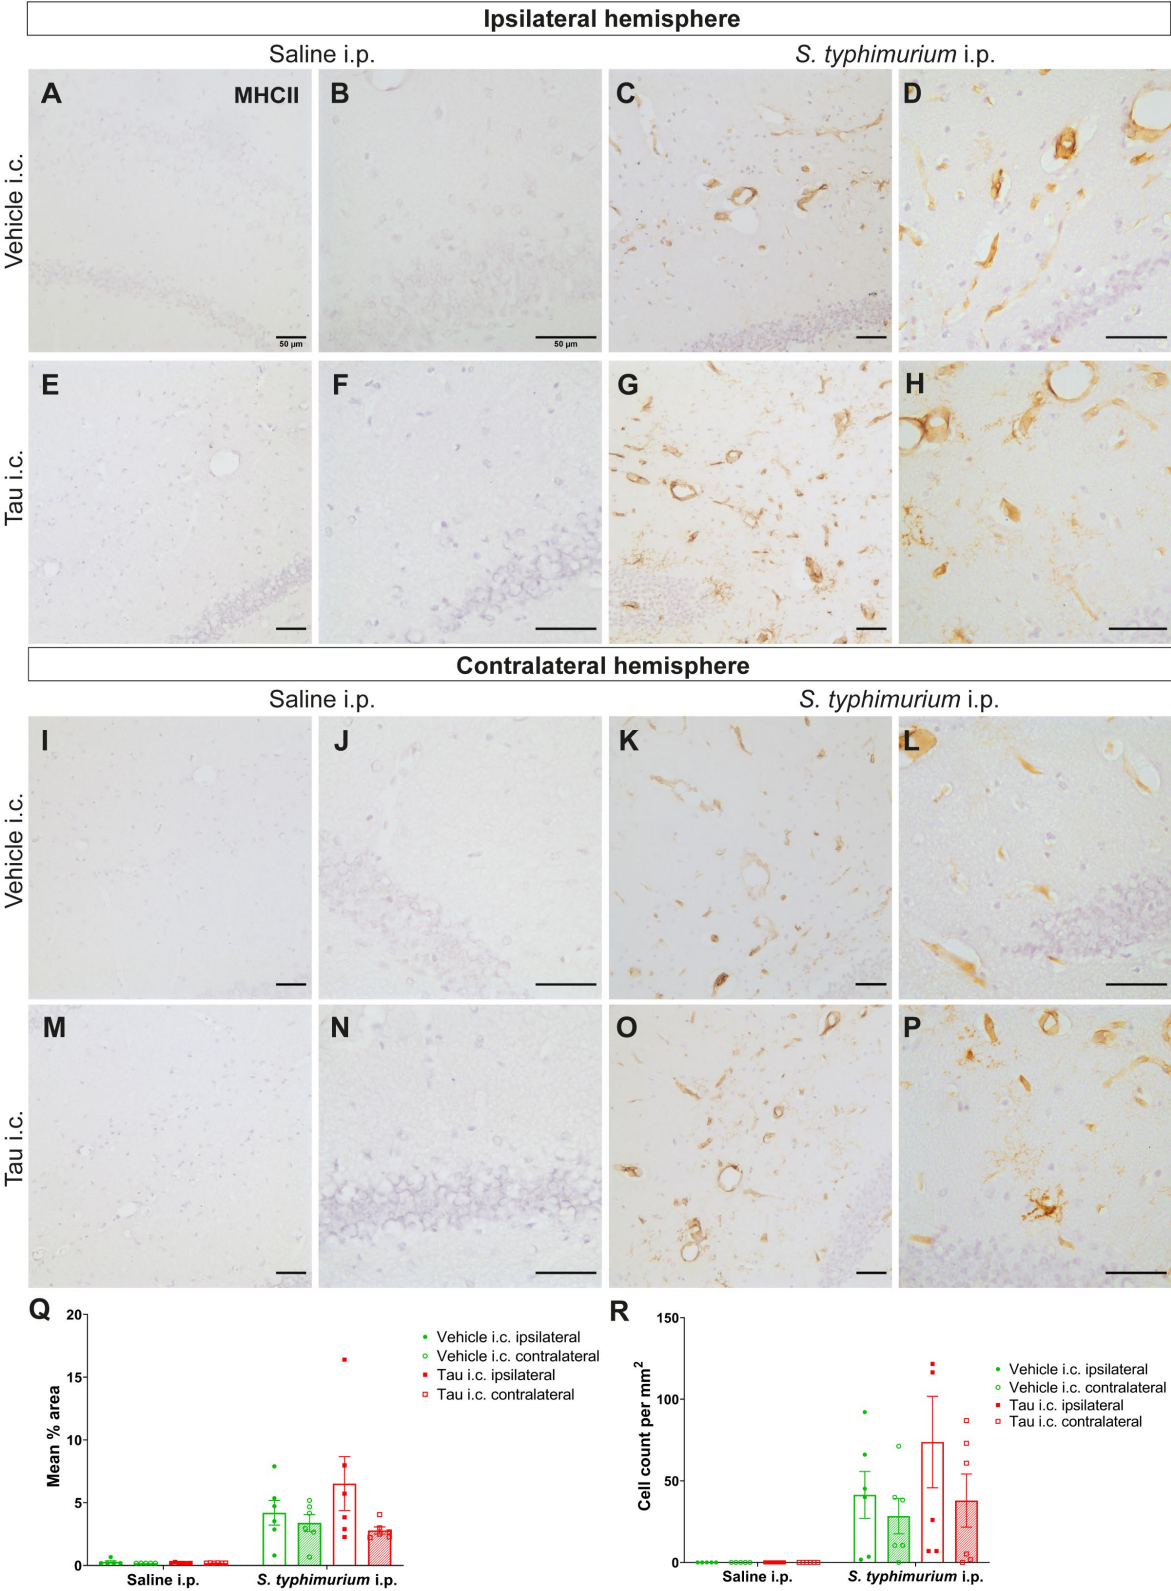 Ipsilateral hemisphere
Saline i.p.
S. typhimurium i.p.
Vehicle i.c.
A
MHCII
B
C
D
50 µm
50 µm
Tau i.c.
E
F
G
H
Contralateral hemisphere
Saline i.p.
S. typhimurium i.p.
Vehicle i.c.
I
J
K
L
Tau i.c.
M
N
O
P
Q
Mean % area
20
15
10
5
0
Saline i.p.
S. typhimurium i.p.
Vehicle i.c. ipsilateral
Vehicle i.c. contralateral
Tau i.c. ipsilateral
Tau i.c. contralateral
R
Cell count per mm2
150
100
50
0
Saline i.p.
S. typhimurium i.p.
Vehicle i.c. ipsilateral
Vehicle i.c. contralateral
Tau i.c. ipsilateral
Tau i.c. contralateral